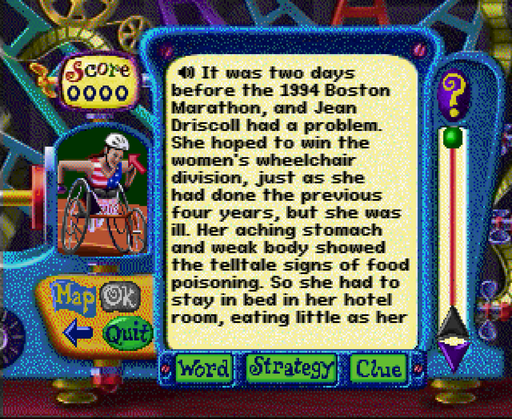 Score
0000
It was two days
before the 1994 Boston
Marathon, and Jean
Driscoll had a problem.
She hoped to win the
women's wheelchair
division, just as she
had done the previous
four years, but she was
ill. Her aching stomach
and weak body showed
the telltale signs of food
poisoning. So she had to
stay in bed in her hotel
room, eating little as her
?
Map OK
Quit
Word Strategy Clue